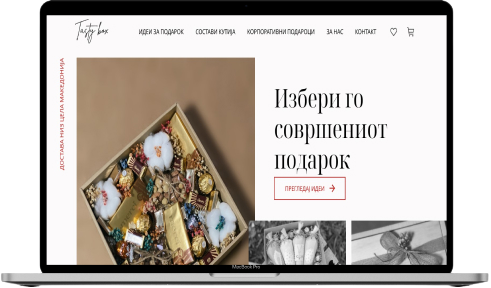 Tasty box
ИДЕИ ЗА ПОДАРОК
СОСТАВИ КУТИЈА
КОРПОРАТИВНИ ПОДАРОЦИ
ЗА НАС
КОНТАКТ
ДОСТАВА НИЗ ЦЕЛА МАКЕДОНИЈА
Избери го
совршениот
подарок
ПРЕГЛЕДАЈ ИДЕИ
MacBook Pro